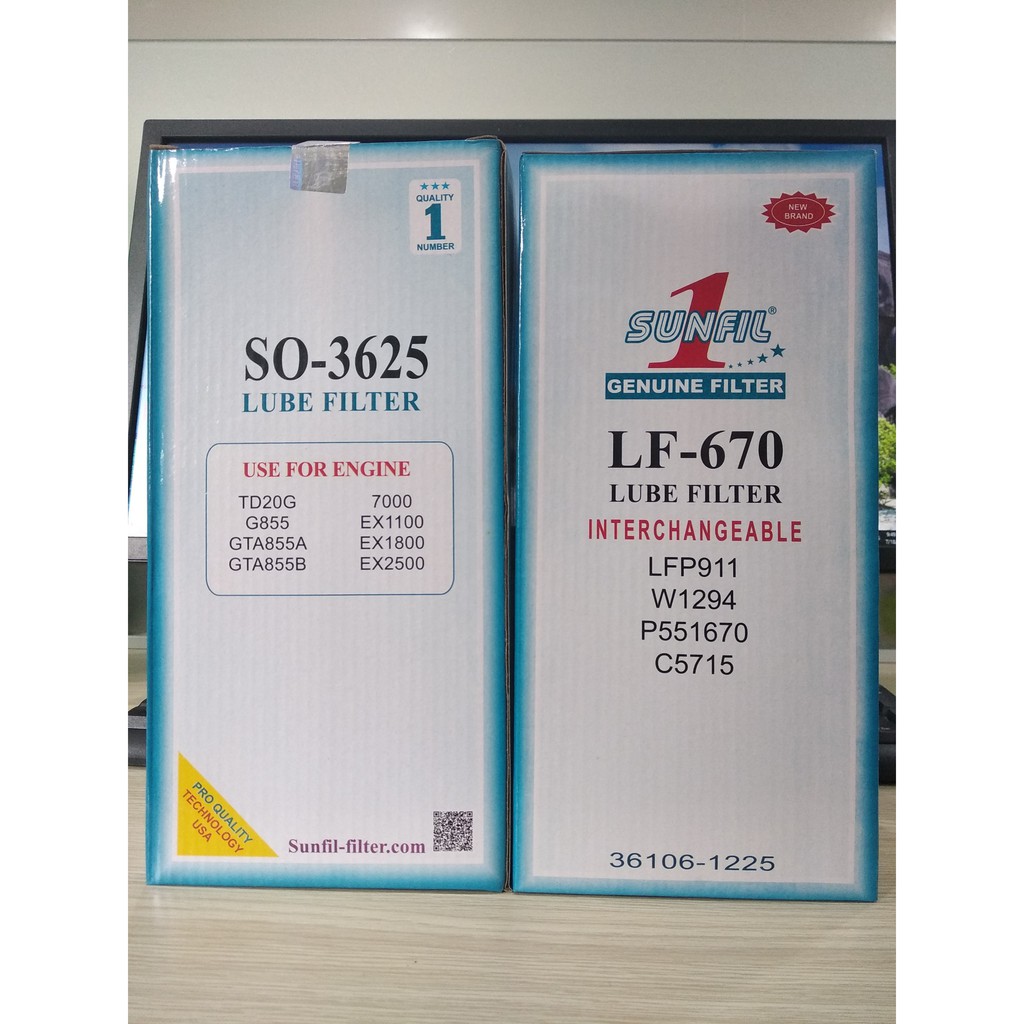 QUALITY
1
NUMBER
SO-3625
LUBE FILTER
USE FOR ENGINE
TD20G 7000
G855 EX1100
GTA855A EX1800
GTA855B EX2500
PRO QUALITY
TECHNOLOGY
USA
Sunfil-filter.com
NEW
BRAND
1
SUNFIL®
GENUINE FILTER
LF-670
LUBE FILTER
INTERCHANGEABLE
LFP911
W1294
P551670
C5715
36106-1225